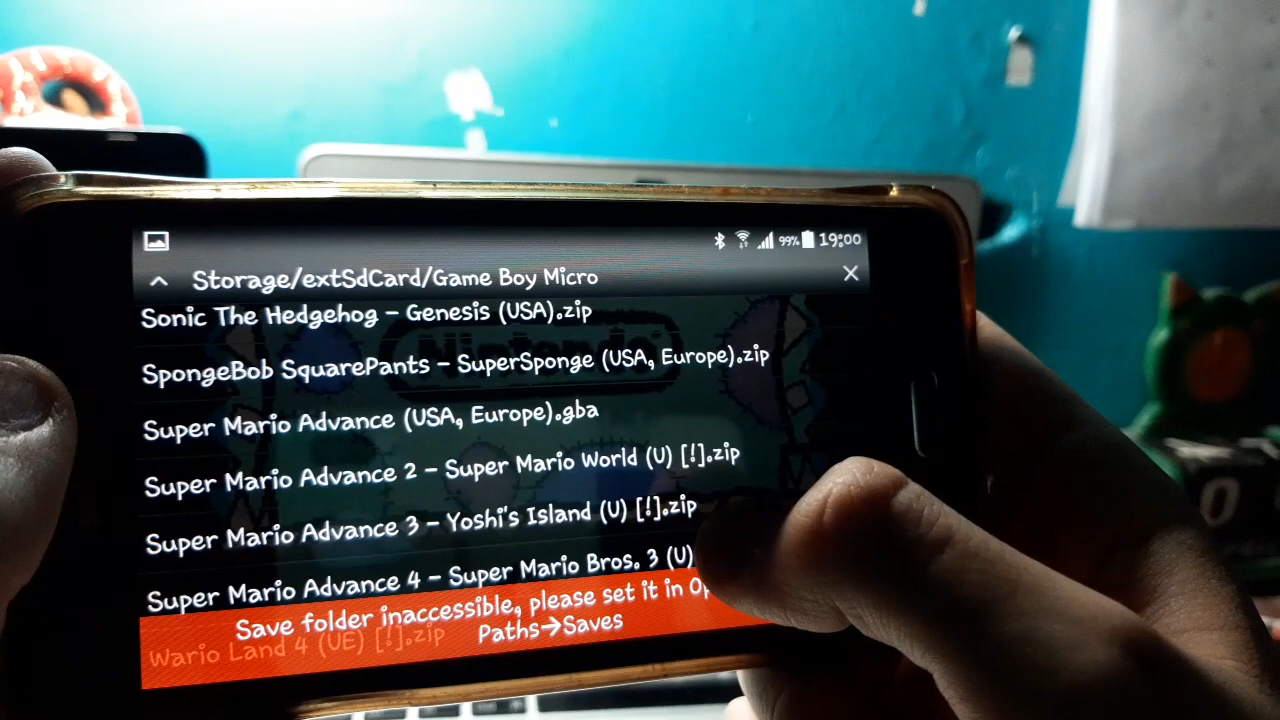 99% 19:00
Storage/extSdCard/Game Boy Micro
Sonic The Hedgehog - Genesis (USA).zip
Nintendo
SpongeBob SquarePants - SuperSponge (USA, Europe).zip
Super Mario Advance (USA, Europe).gba
Super Mario Advance 2 - Super Mario World (U) [!].zip
Super Mario Advance 3 - Yoshi's Island (U) [!].zip
Super Mario Advance 4 - Super Mario Bros. 3 (U)
Save folder inaccessible, please set it in
Paths→Saves
Wario Land 4 (UE) [!].zip
0